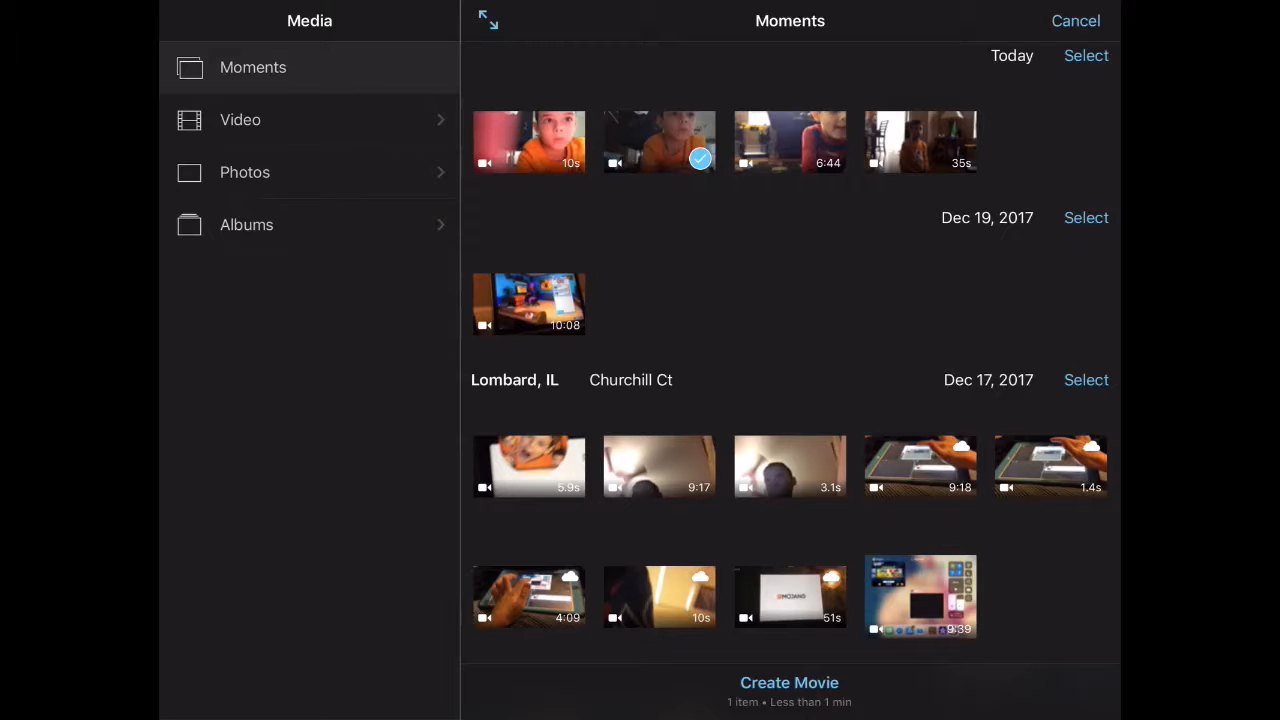 Media
Moments
Video
Photos
Albums
Moments
Cancel
Today Select
10s
6:44
35s
Dec 19, 2017 Select
10:08
Lombard, IL Churchill Ct Dec 17, 2017 Select
5.9s
9:17
3.1s
9:18
1.4s
4:09
10s
MOJANG
51s
9:39
Create Movie
1 item • Less than 1 min